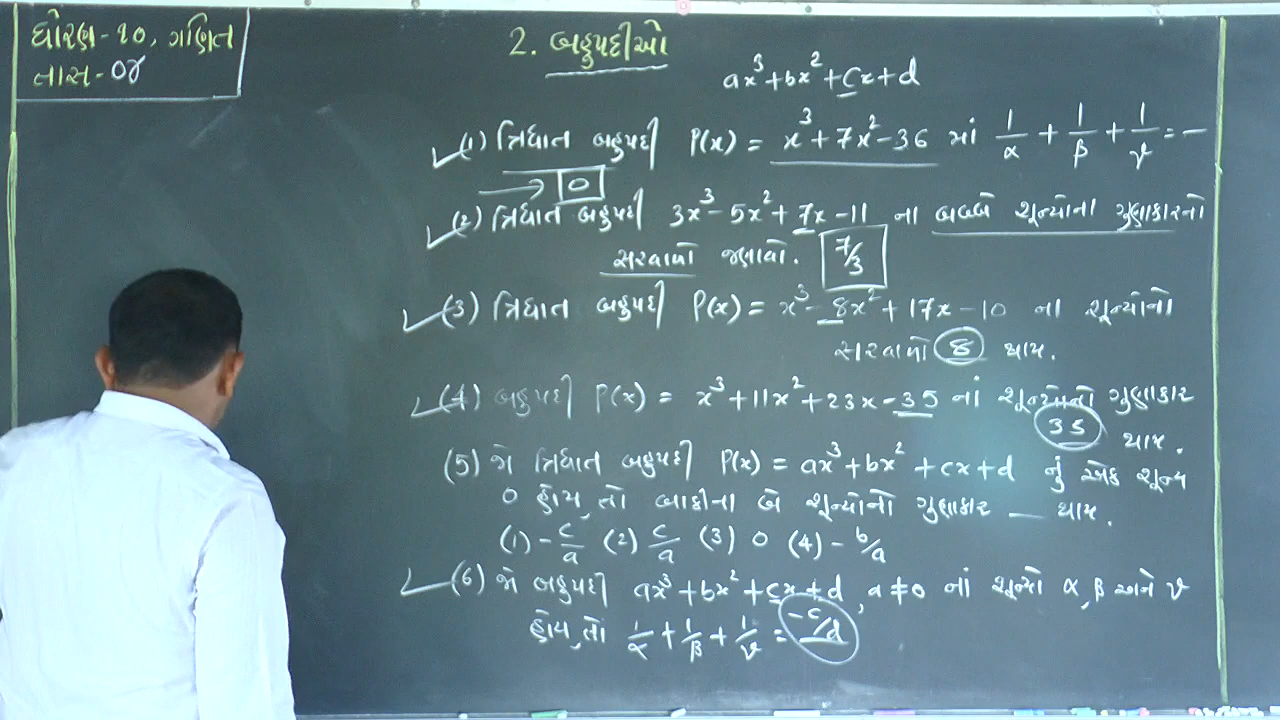 ધોરણ-૧૦, ગણિત
તાસ-૦૪
2. બહુપદીઓ
ax³+bx²+cx+d
(1) ત્રિઘાત બહુપદી P(x) = x³+7x²-36 માં 1/α + 1/β + 1/γ = —
→ 0
(2) ત્રિઘાત બહુપદી 3x³-5x²+7x-11 ના બબ્બે શૂન્યોના ગુણાકારનો
સરવાળો જણાવો. 7/3
(3) ત્રિઘાત બહુપદી P(x) = x³-8x²+17x-10 ના શૂન્યોનો
સરવાળો 8 થાય.
(4) બહુપદી P(x) = x³+11x²+23x-35 નાં શૂન્યોનો ગુણાકાર
35 થાય.
(5) જો ત્રિઘાત બહુપદી P(x) = ax³+bx²+cx+d નું એક શૂન્ય
0 હોય, તો બાકીના બે શૂન્યોનો ગુણાકાર — થાય.
(1) -c/a (2) c/a (3) 0 (4) -b/a
(6) જો બહુપદી ax³+bx²+cx+d, a≠0 નાં શૂન્યો α, β અને γ
હોય, તો 1/α + 1/β + 1/γ = -c/d